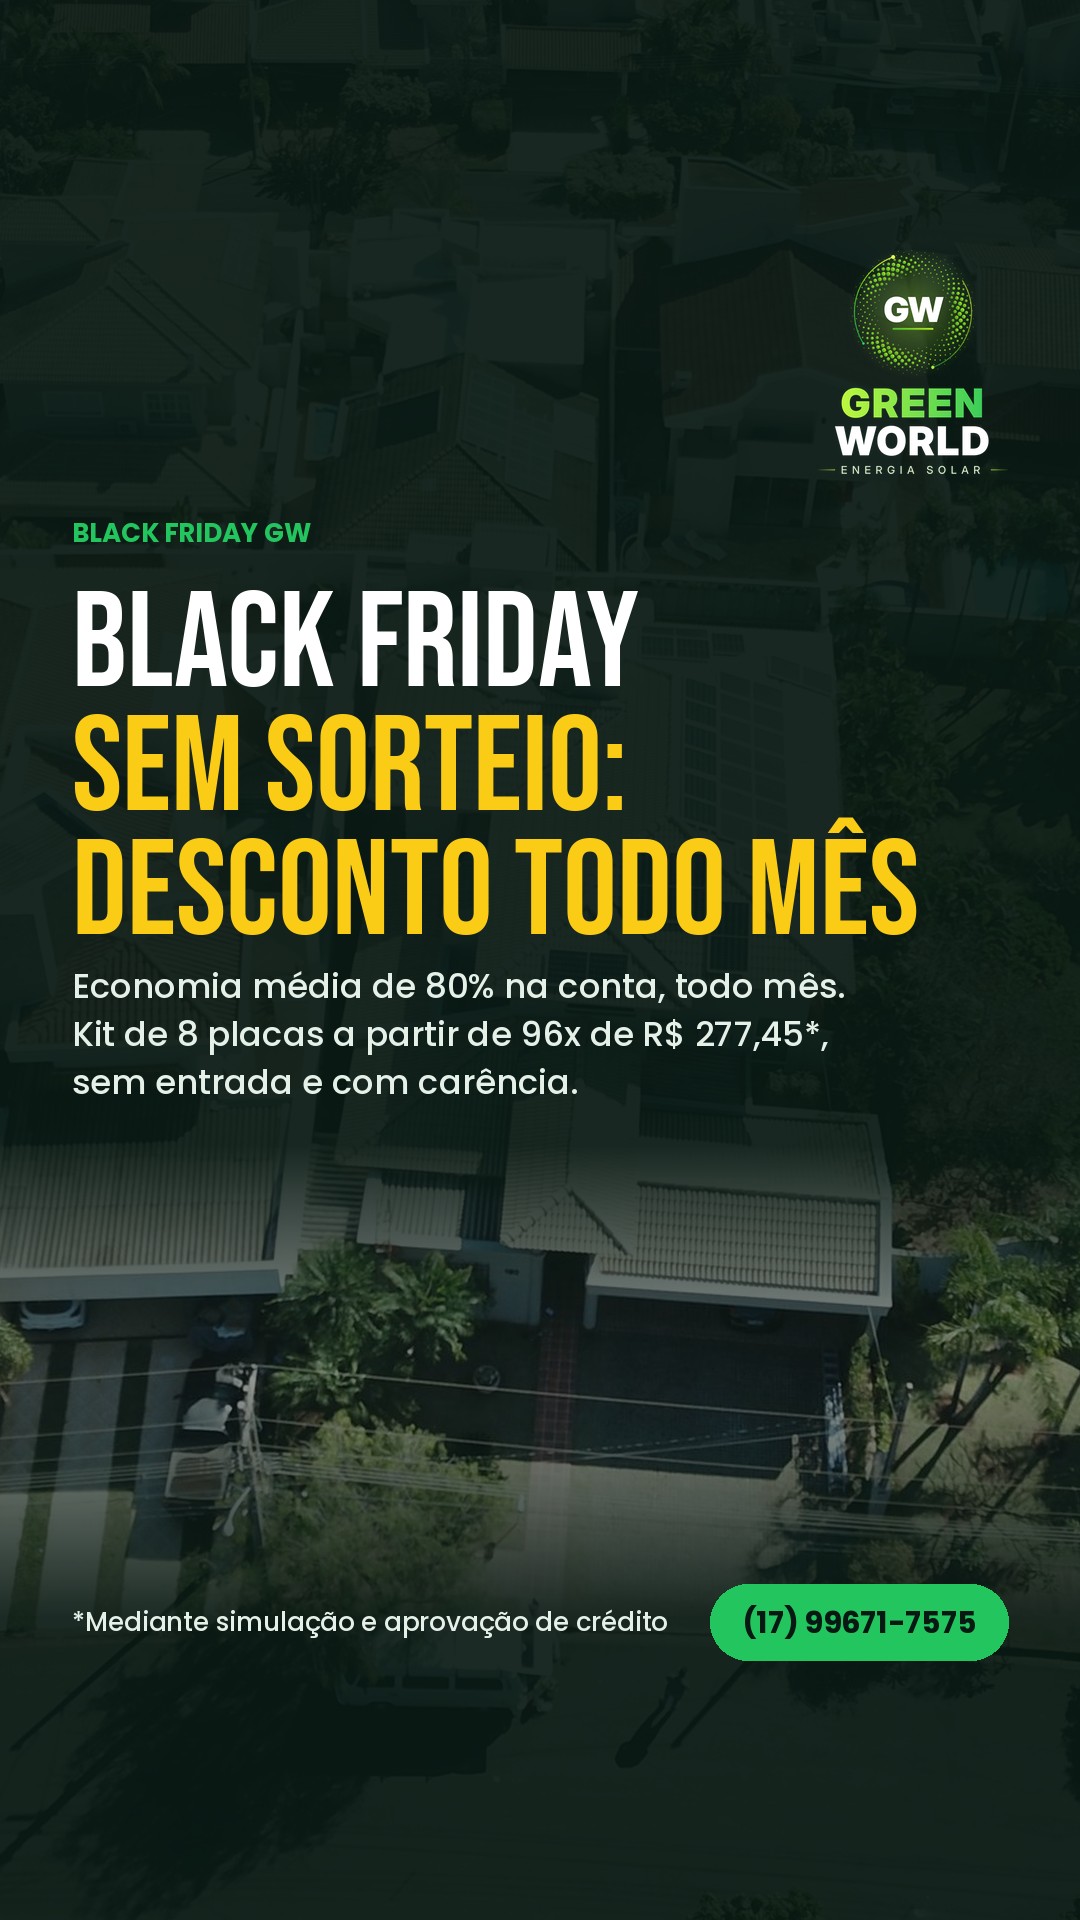 GW
GREEN
WORLD
ENERGIA SOLAR
BLACK FRIDAY GW
BLACK FRIDAY
SEM SORTEIO:
DESCONTO TODO MÊS
Economia média de 80% na conta, todo mês.
Kit de 8 placas a partir de 96x de R$ 277,45*,
sem entrada e com carência.
*Mediante simulação e aprovação de crédito
(17) 99671-7575